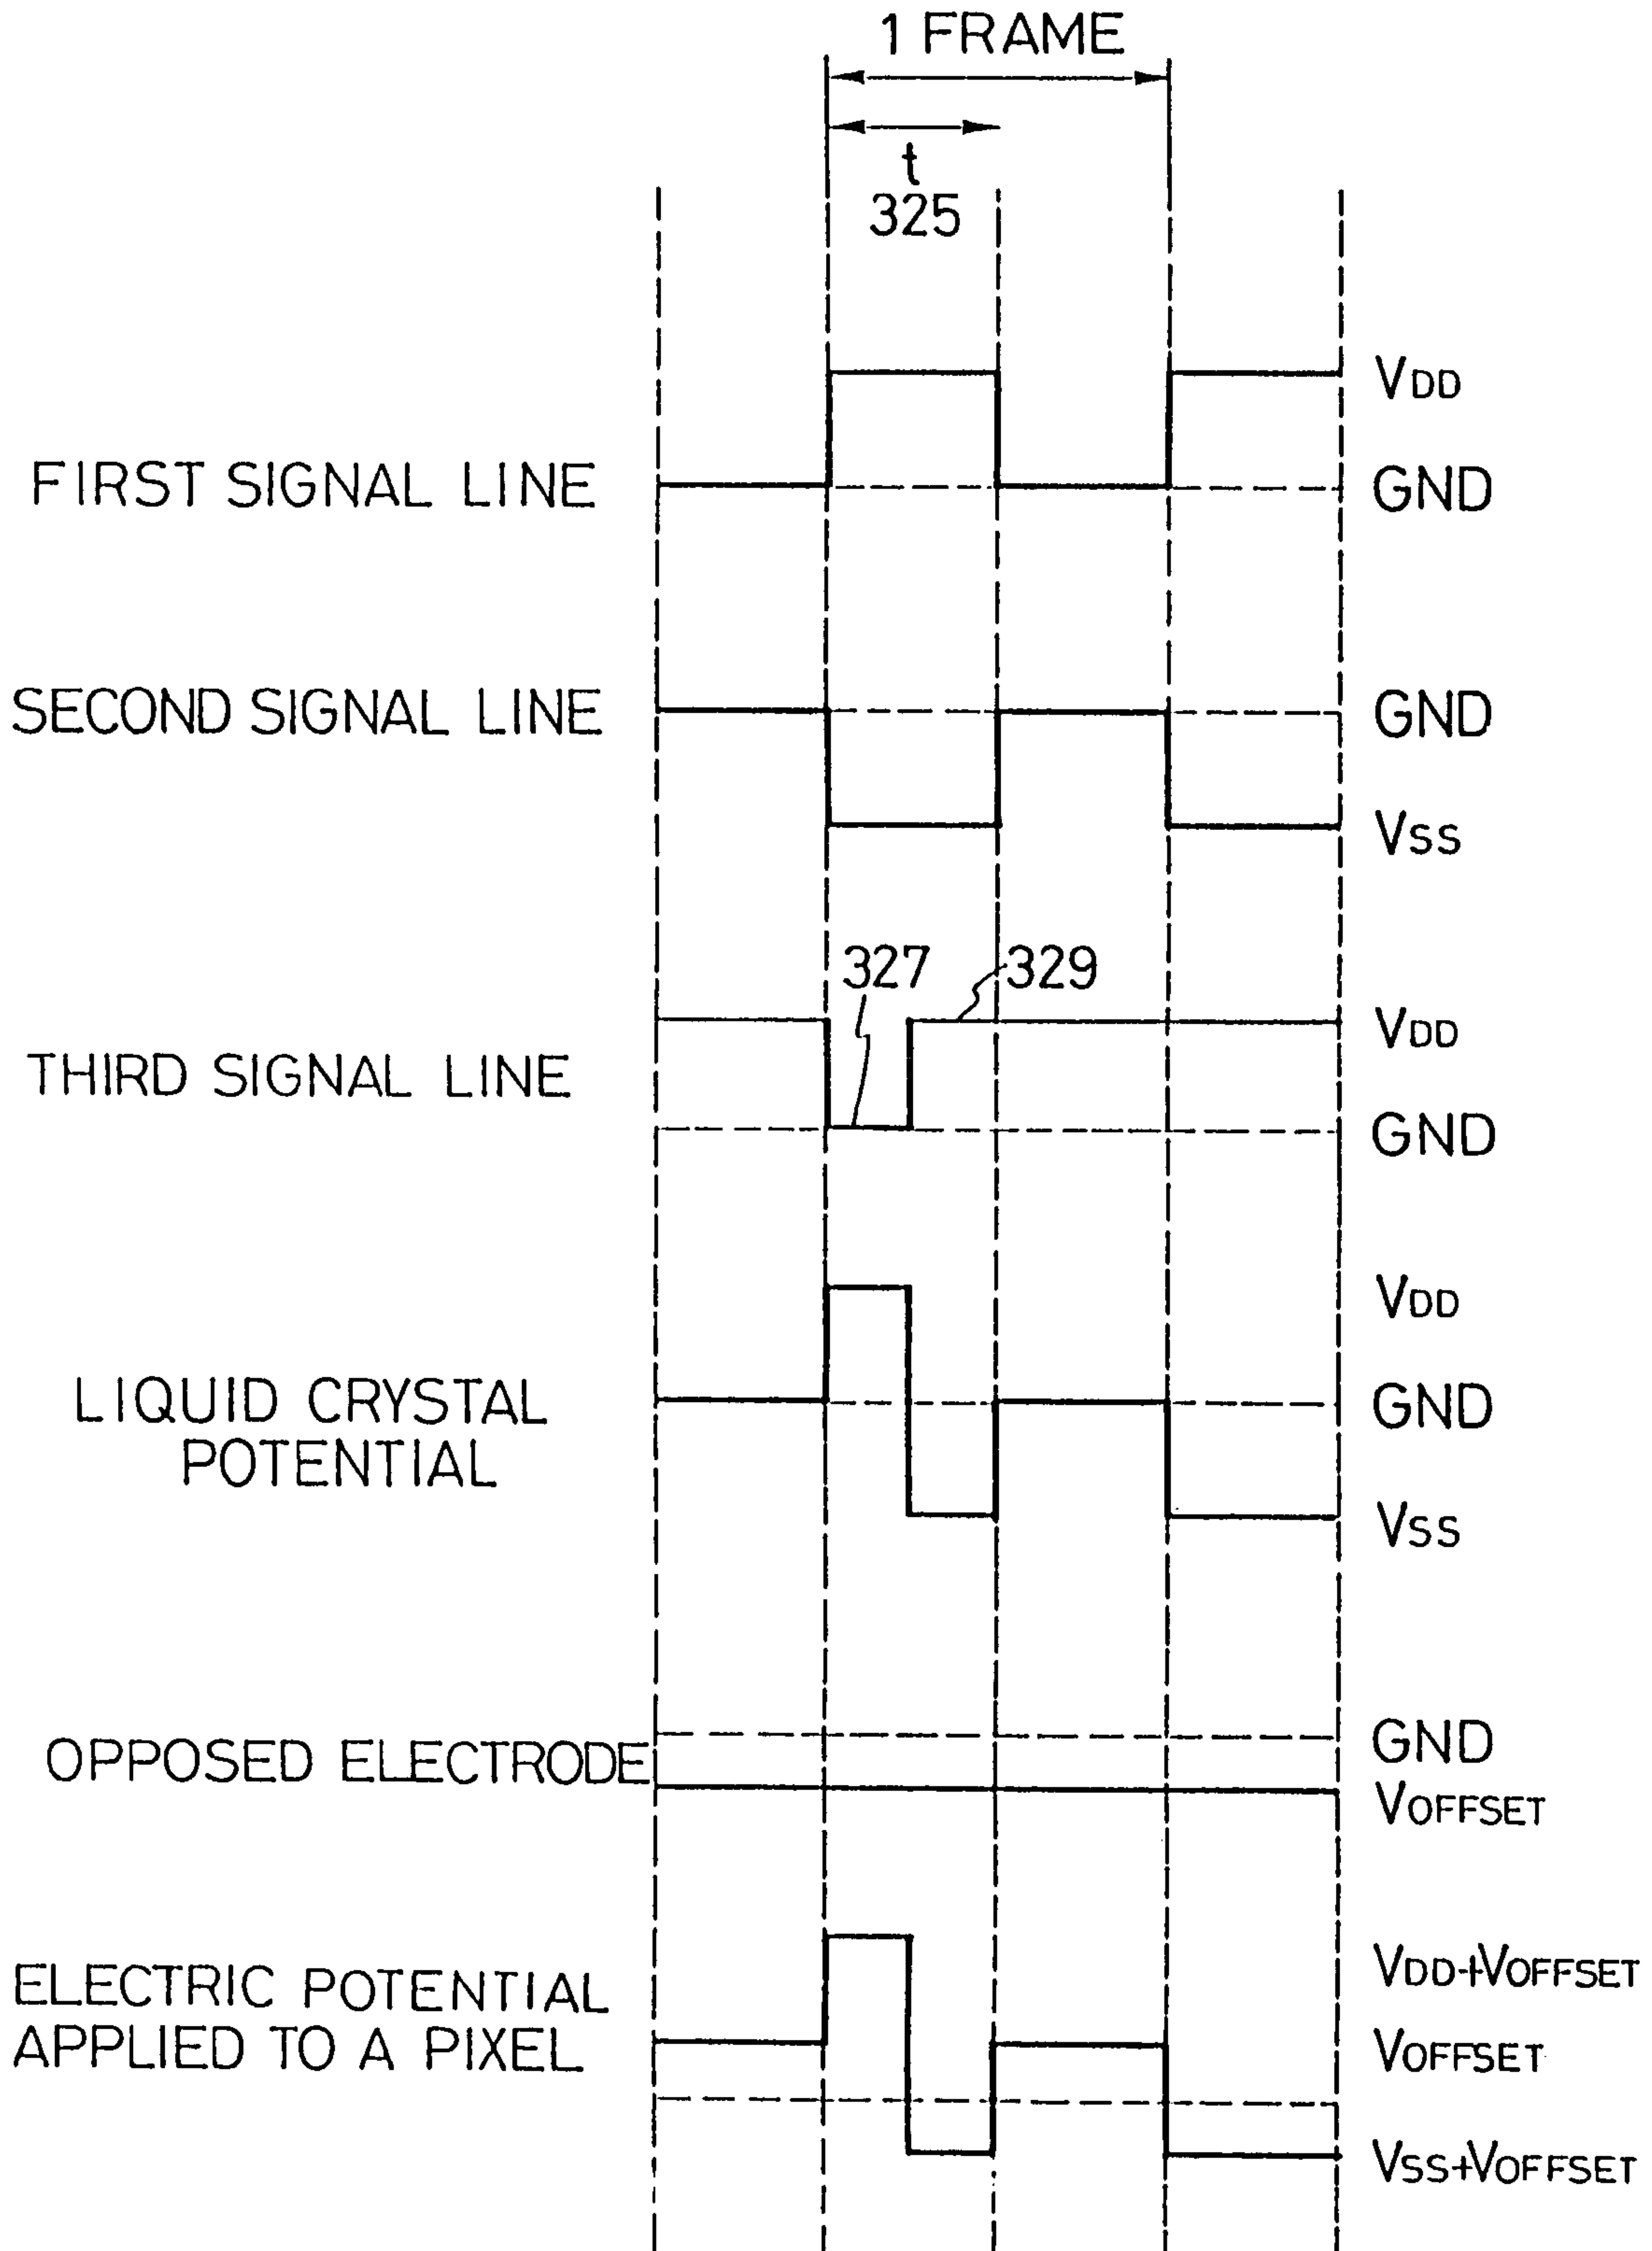 1 FRAME
t
325
VDD
FIRST SIGNAL LINE
GND
SECOND SIGNAL LINE
GND
VSS
327
329
VDD
THIRD SIGNAL LINE
GND
VDD
LIQUID CRYSTAL
POTENTIAL
GND
VSS
GND
OPPOSED ELECTRODE
VOFFSET
ELECTRIC POTENTIAL
APPLIED TO A PIXEL
VDD+VOFFSET
VOFFSET
VSS+VOFFSET